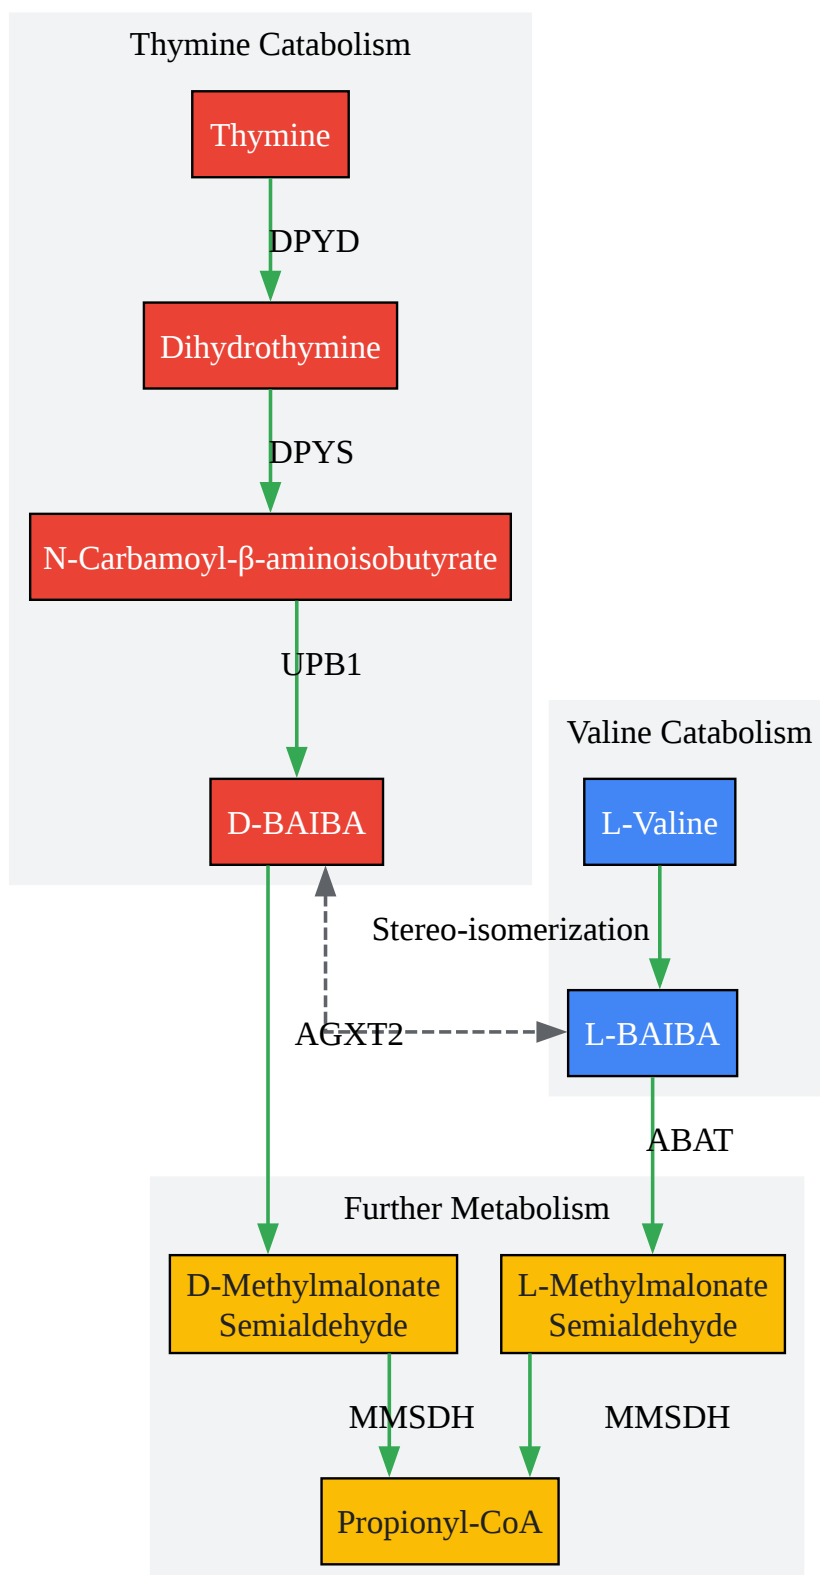 Thymine Catabolism
Thymine
DPYD
Dihydrothymine
DPYS
N-Carbamoyl-β-aminoisobutyrate
UPB1
Valine Catabolism
D-BAIBA
L-Valine
Stereo-isomerization
AGXT2
L-BAIBA
ABAT
Further Metabolism
D-Methylmalonate
Semialdehyde
L-Methylmalonate
Semialdehyde
MMSDH
MMSDH
Propionyl-CoA